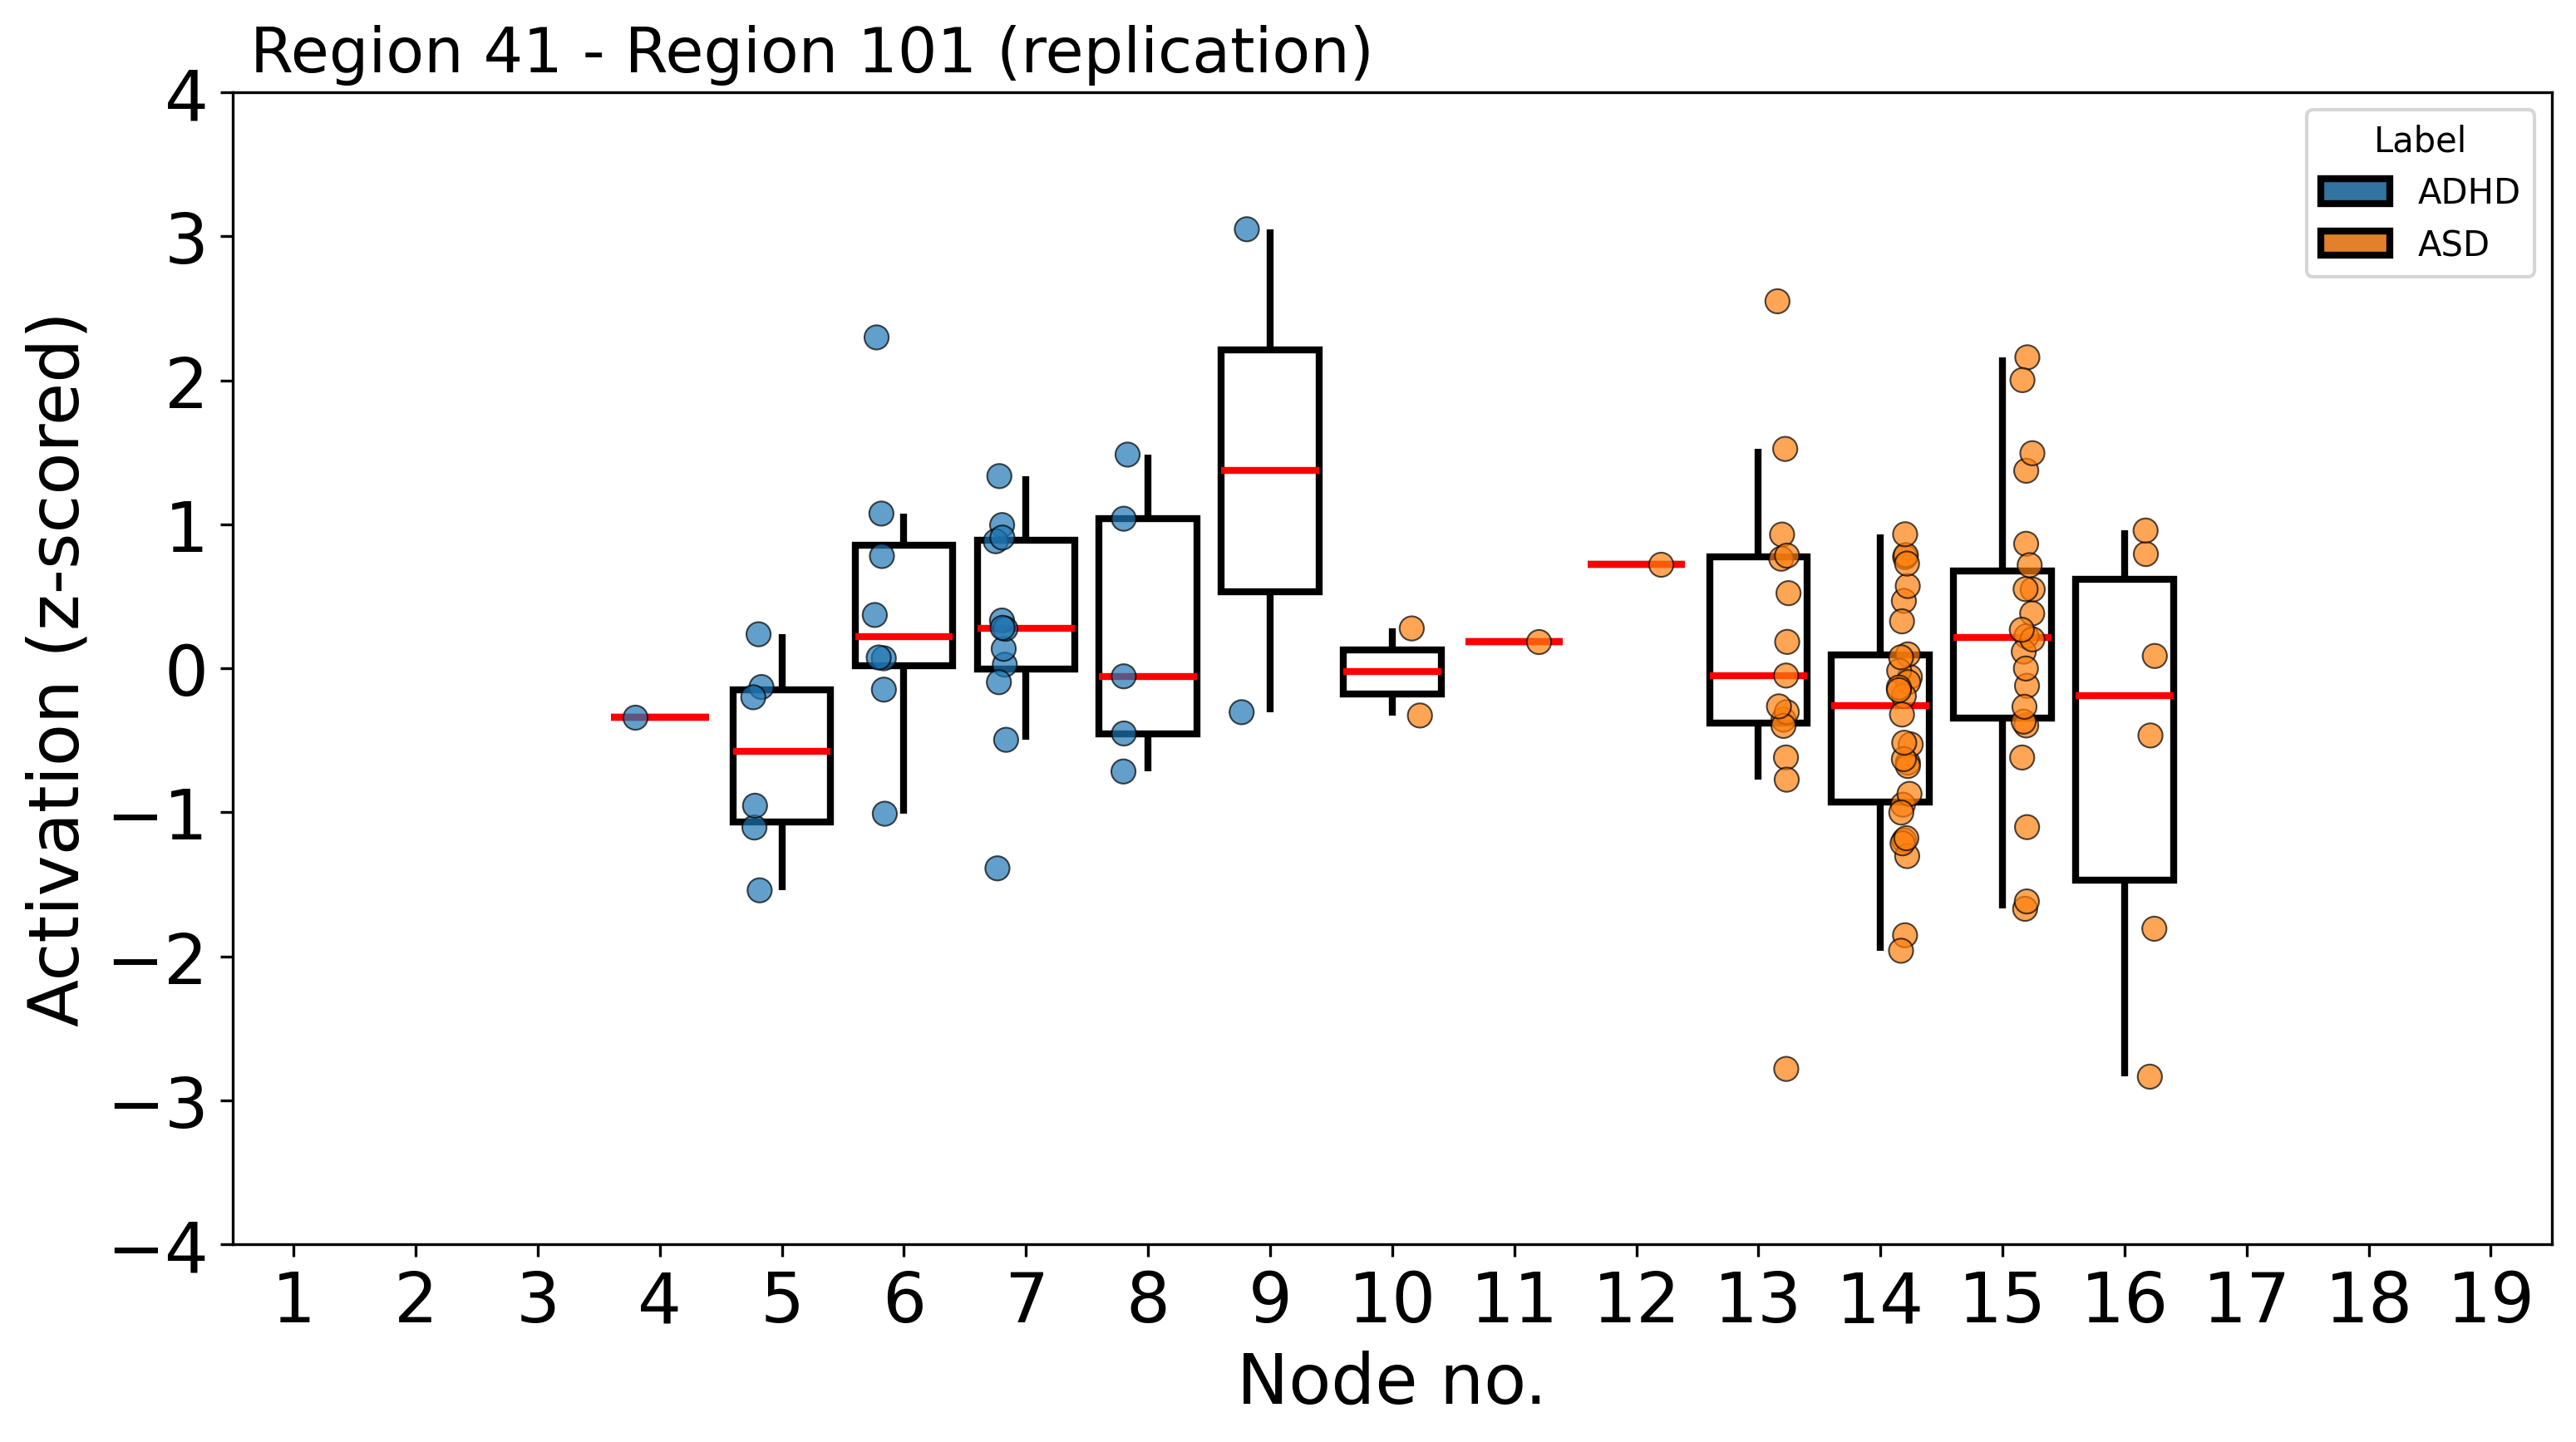 Region 41 - Region 101 (replication)
Label
ADHD
ASD
Activation (z-scored)
4
3
2
1
0
−1
−2
−3
−4
1 2 3 4 5 6 7 8 9 10 11 12 13 14 15 16 17 18 19
Node no.